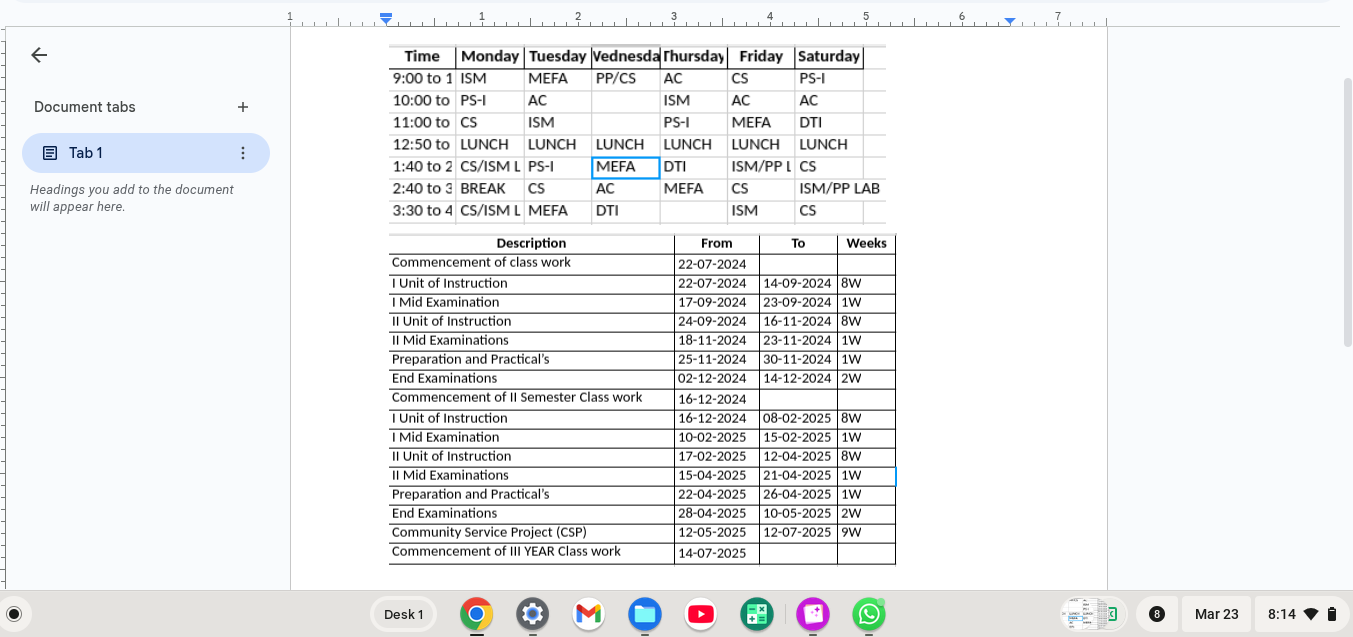 1 1 2 3 4 5 6 7
Document tabs
Tab 1
Headings you add to the document
will appear here.
Time Monday Tuesday Vednesda Thursday Friday Saturday
9:00 to 1 ISM MEFA PP/CS AC CS PS-I
10:00 to PS-I AC ISM AC AC
11:00 to CS ISM PS-I MEFA DTI
12:50 to LUNCH LUNCH LUNCH LUNCH LUNCH LUNCH
1:40 to 2 CS/ISM L PS-I MEFA DTI ISM/PP L CS
2:40 to 3 BREAK CS AC MEFA CS ISM/PP LAB
3:30 to 4 CS/ISM L MEFA DTI ISM CS
Description From To Weeks
Commencement of class work 22-07-2024
I Unit of Instruction 22-07-2024 14-09-2024 8W
I Mid Examination 17-09-2024 23-09-2024 1W
II Unit of Instruction 24-09-2024 16-11-2024 8W
II Mid Examinations 18-11-2024 23-11-2024 1W
Preparation and Practical's 25-11-2024 30-11-2024 1W
End Examinations 02-12-2024 14-12-2024 2W
Commencement of II Semester Class work 16-12-2024
I Unit of Instruction 16-12-2024 08-02-2025 8W
I Mid Examination 10-02-2025 15-02-2025 1W
II Unit of Instruction 17-02-2025 12-04-2025 8W
II Mid Examinations 15-04-2025 21-04-2025 1W
Preparation and Practical's 22-04-2025 26-04-2025 1W
End Examinations 28-04-2025 10-05-2025 2W
Community Service Project (CSP) 12-05-2025 12-07-2025 9W
Commencement of III YEAR Class work 14-07-2025
Desk 1 8 Mar 23 8:14